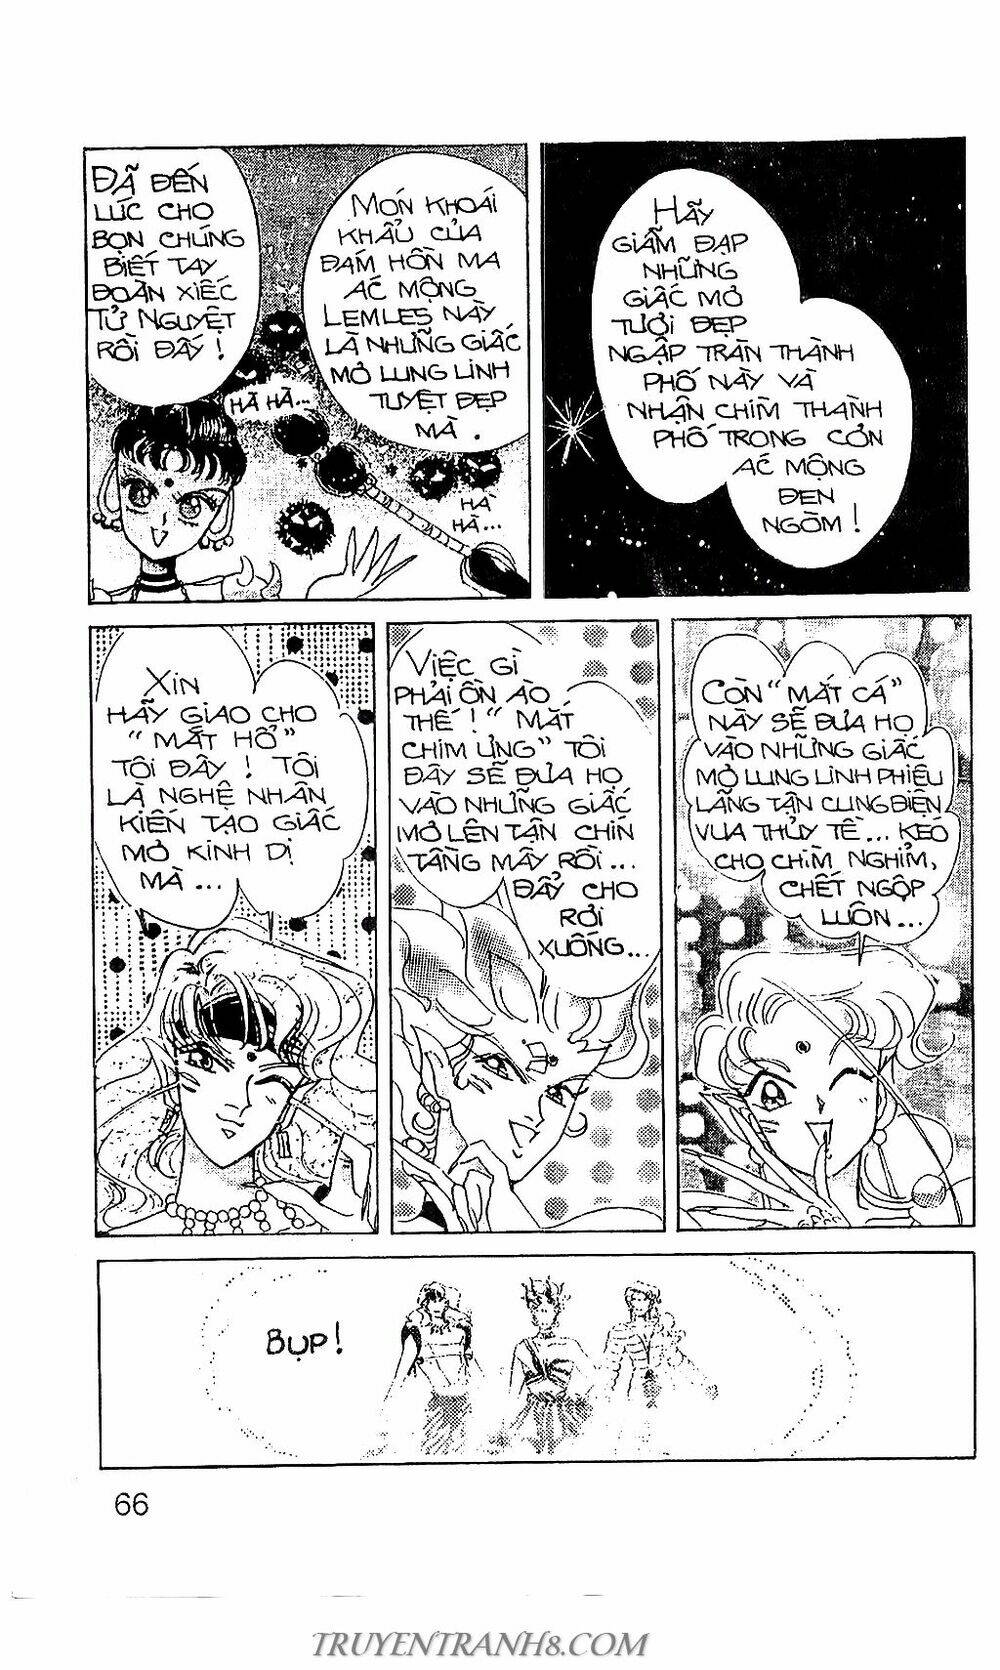 ĐÃ ĐẾN
LÚC CHO
BỌN CHÚNG
BIẾT TAY
ĐOÀN XIẾC
TỬ NGUYỆT
RỒI ĐẤY!
MÓN KHOÁI
KHẨU CỦA
ĐÁM HỒN MA
ÁC MỘNG
LEMLES NÀY
LÀ NHỮNG GIẤC
MƠ LUNG LINH
TUYỆT ĐẸP
MÀ.
HÀ HÀ...
HÀ
HÀ...
HÃY
GIẪM ĐẠP
NHỮNG
GIẤC MƠ
TƯƠI ĐẸP
NGẬP TRÀN THÀNH
PHỐ NÀY VÀ
NHẬN CHÌM THÀNH
PHỐ TRONG CƠN
ÁC MỘNG
ĐEN
NGÒM!
XIN
HÃY GIAO CHO
"MẮT HỔ"
TÔI ĐÂY! TÔI
LÀ NGHỆ NHÂN
KIẾN TẠO GIẤC
MƠ KINH DỊ
MÀ...
VIỆC GÌ
PHẢI ỒN ÀO
THẾ! "MẮT
CHIM ƯNG" TÔI
ĐÂY SẼ ĐƯA HỌ
VÀO NHỮNG GIẤC
MƠ LÊN TẬN CHÍN
TẦNG MÂY RỒI...
ĐẨY CHO
RƠI
XUỐNG...
CÒN "MẮT CÁ"
NÀY SẼ ĐƯA HỌ
VÀO NHỮNG GIẤC
MƠ LUNG LINH PHIÊU
LÃNG TẬN CUNG BIỆN
VUA THỦY TỀ... KÉO
CHO CHÌM NGHỈM,
CHẾT NGỘP
LUÔN...
BỤP!
66
TRUYENTRANH8.COM